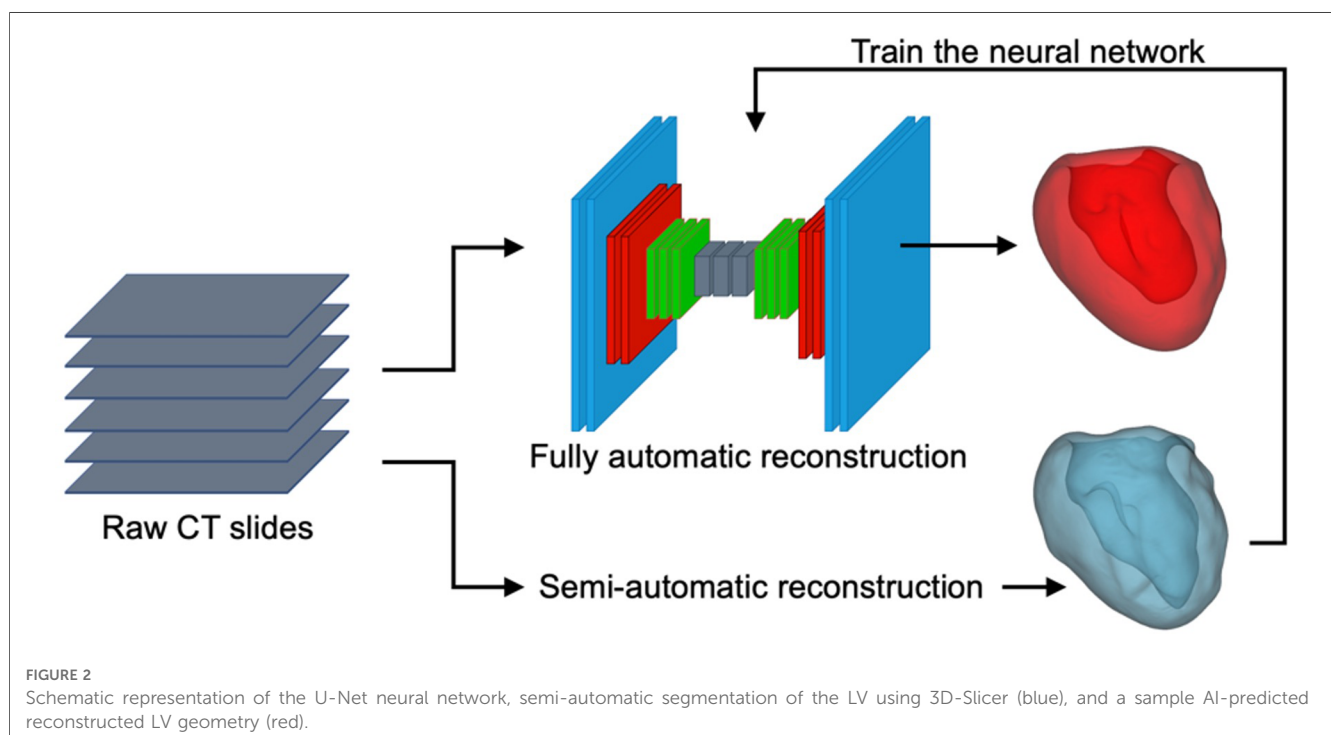 Train the neural network
Fully automatic reconstruction
Raw CT slides
Semi-automatic reconstruction
FIGURE 2
Schematic representation of the U-Net neural network, semi-automatic segmentation of the LV using 3D-Slicer (blue), and a sample AI-predicted
reconstructed LV geometry (red).